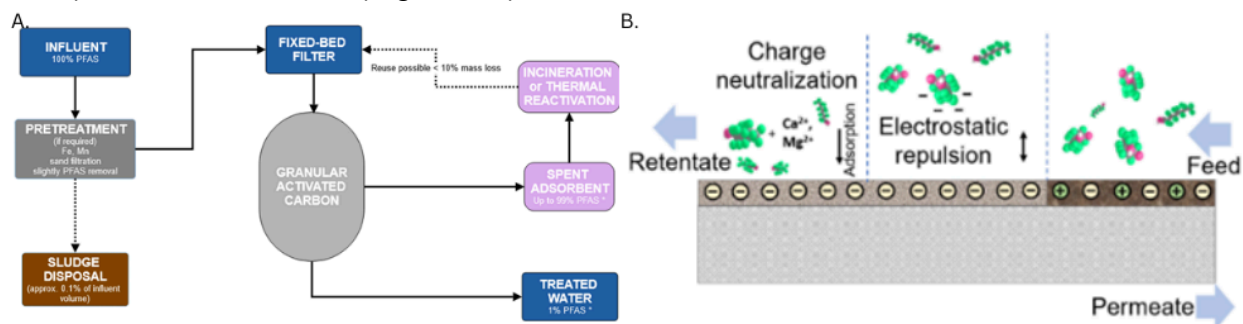 A.
INFLUENT
100% PFAS
PRETREATMENT
(if required)
Fe, Mn
sand filtration
slightly PFAS removal
SLUDGE
DISPOSAL
(approx. 0.1% of influent
volume)
FIXED-BED
FILTER
Reuse possible < 10% mass loss
GRANULAR
ACTIVATED
CARBON
INCINERATION
or THERMAL
REACTIVATION
SPENT
ADSORBENT
Up to 99% PFAS *
TREATED
WATER
1% PFAS *
B.
Charge
neutralization
+ Ca²⁺,
Mg²⁺
Adsorption
Retentate
Electrostatic
repulsion
Feed
Permeate